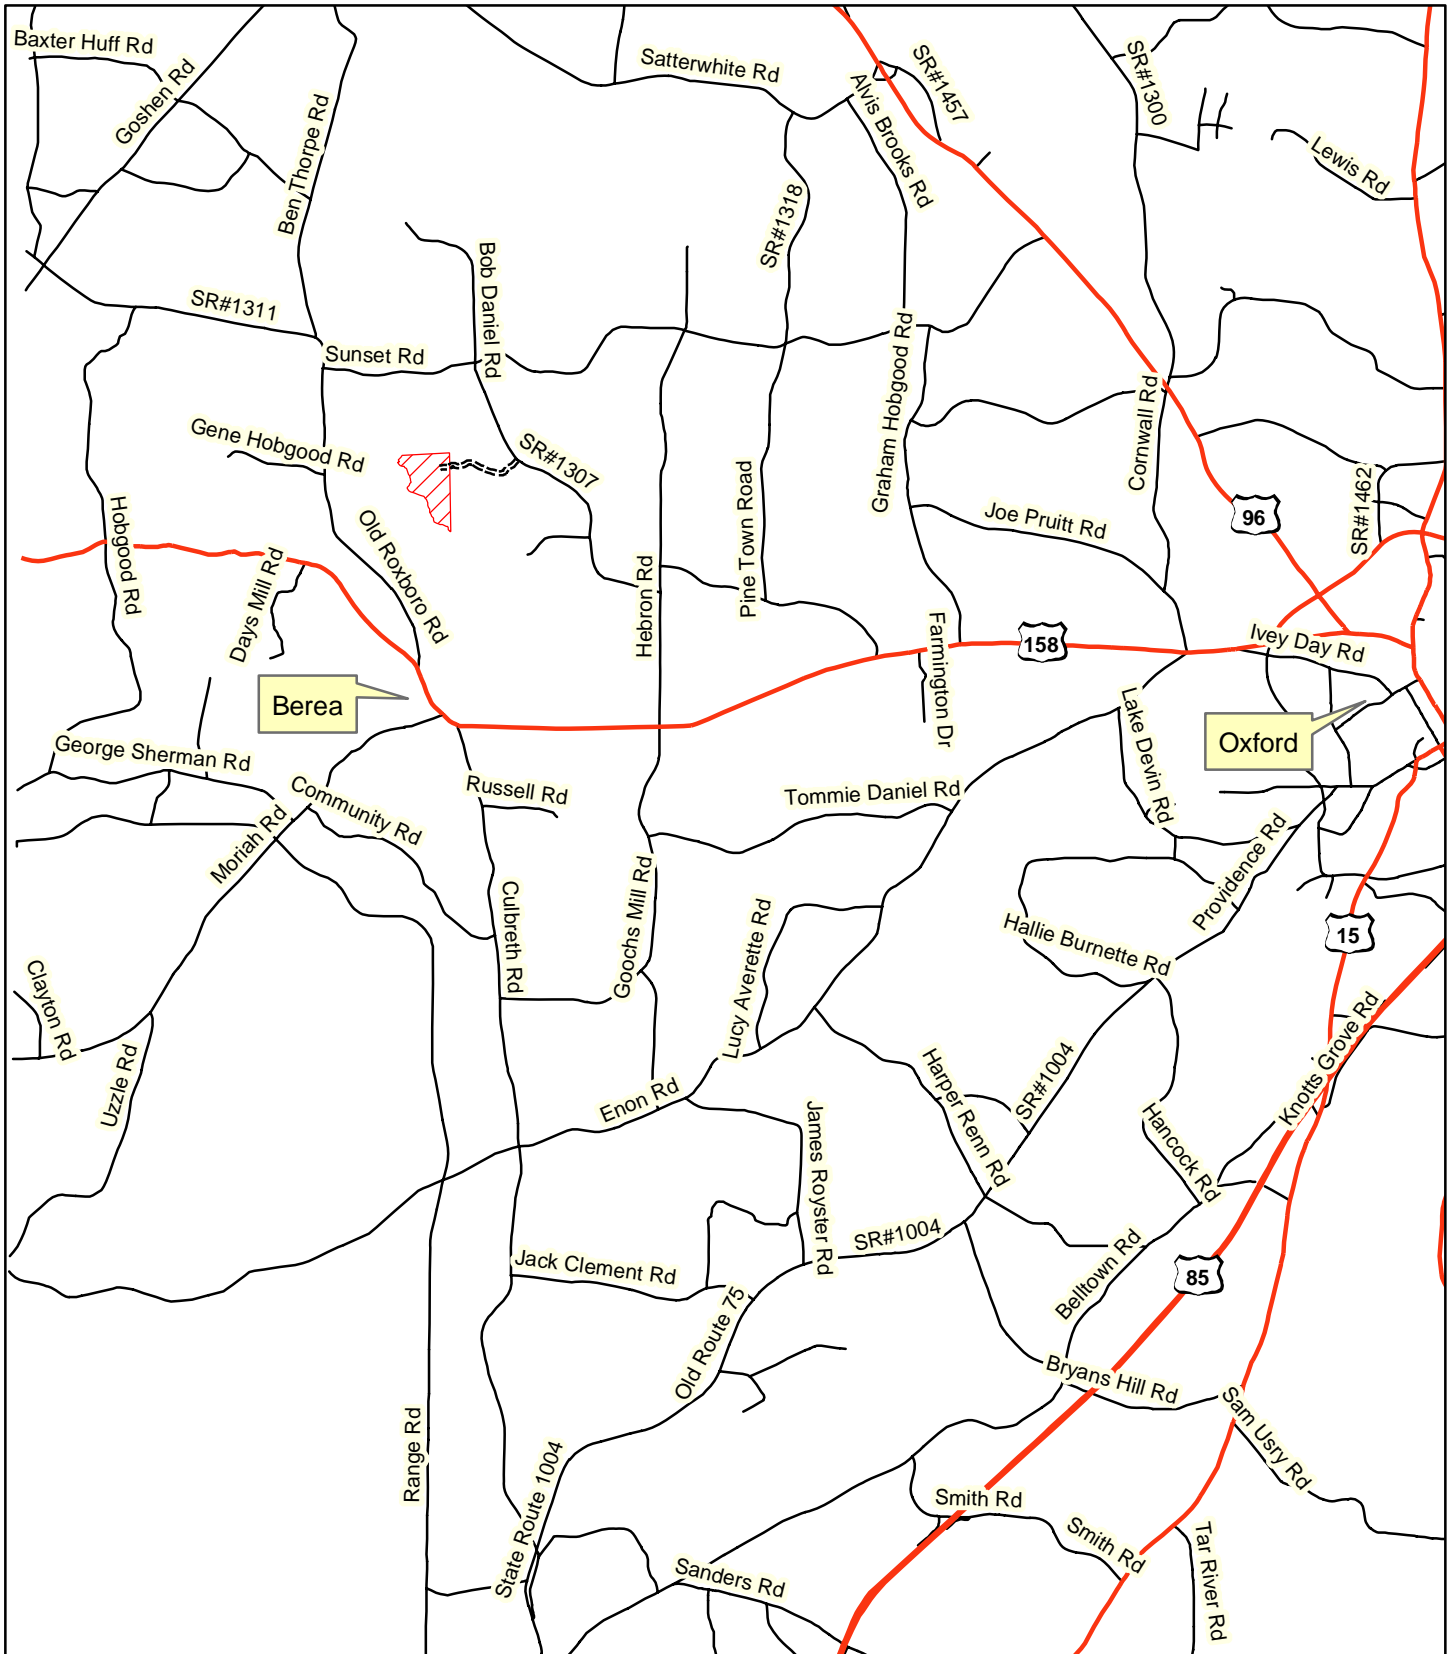 Baxter Huff Rd
Goshen Rd
Ben Thorpe Rd
Satterwhite Rd
Alvis Brooks Rd
SR#1457
SR#1300
Lewis Rd
SR#1318
Bob Daniel Rd
SR#1311
Sunset Rd
Graham Hobgood Rd
Cornwall Rd
Gene Hobgood Rd
SR#1307
Pine Town Road
SR#1462
96
Joe Pruitt Rd
Hobgood Rd
Old Roxboro Rd
Days Mill Rd
Hebron Rd
Farmington Dr
158
Ivey Day Rd
Berea
Lake Devin Rd
Oxford
George Sherman Rd
Community Rd
Russell Rd
Tommie Daniel Rd
Moriah Rd
Providence Rd
Culbreth Rd
Goochs Mill Rd
Lucy Averette Rd
Hallie Burnette Rd
15
Clayton Rd
Uzzle Rd
Knotts Grove Rd
Harper Renn Rd
SR#1004
Enon Rd
James Royster Rd
Hancock Rd
SR#1004
Belltown Rd
Jack Clement Rd
85
Old Route 75
Bryans Hill Rd
Sam Usry Rd
Range Rd
State Route 1004
Smith Rd
Smith Rd
Tar River Rd
Sanders Rd